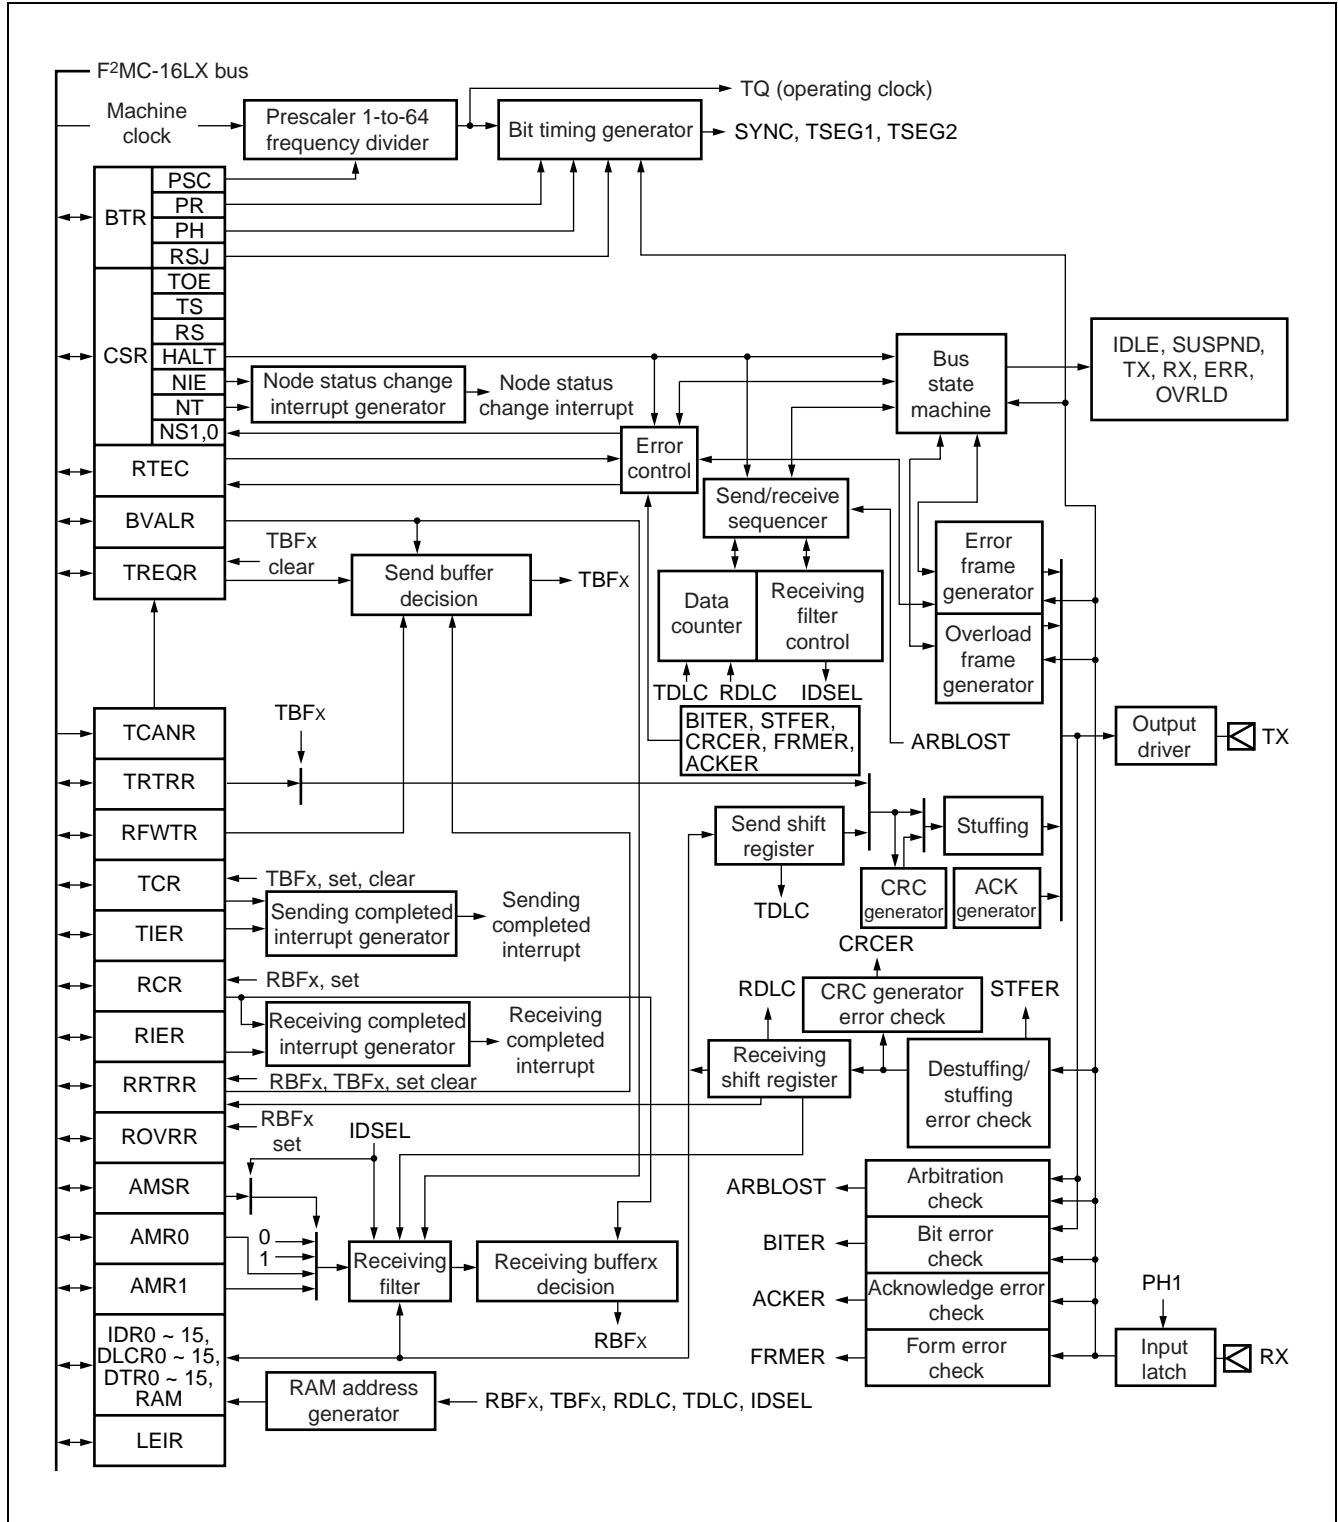 F2MC-16LX bus
Machine
clock
Prescaler 1-to-64
frequency divider
Bit timing generator
TQ (operating clock)
SYNC, TSEG1, TSEG2
BTR
PSC
PR
PH
RSJ
CSR
TOE
TS
RS
HALT
NIE
NT
NS1,0
Node status change
interrupt generator
Node status
change interrupt
Error
control
Bus
state
machine
IDLE, SUSPND,
TX, RX, ERR,
OVRLD
RTEC
BVALR
TREQR
TBFx
clear
Send buffer
decision
TBFx
Send/receive
sequencer
Data
counter
Receiving
filter
control
TDLC
RDLC
IDSEL
BITER, STFER,
CRCER, FRMER,
ACKER
ARBLOST
Error
frame
generator
Overload
frame
generator
Output
driver
TX
TCANR
TRTRR
TBFx
RFWTR
TCR
TBFx, set, clear
TIER
Sending completed
interrupt generator
Sending
completed
interrupt
Send shift
register
TDLC
CRC
generator
Stuffing
ACK
generator
RCR
RBFx, set
RIER
Receiving completed
interrupt generator
Receiving
completed
interrupt
RRTRR
RBFx, TBFx, set clear
ROVRR
RBFx
set
IDSEL
CRCER
RDLC
CRC generator
error check
STFER
Receiving
shift register
Destuffing/
stuffing
error check
AMSR
AMR0
AMR1
0
1
Receiving
filter
Receiving bufferx
decision
RBFx
ARBLOST
Arbitration
check
BITER
Bit error
check
ACKER
Acknowledge error
check
FRMER
Form error
check
PH1
Input
latch
RX
IDR0 ~ 15,
DLCR0 ~ 15,
DTR0 ~ 15,
RAM
RAM address
generator
RBFx, TBFx, RDLC, TDLC, IDSEL
LEIR